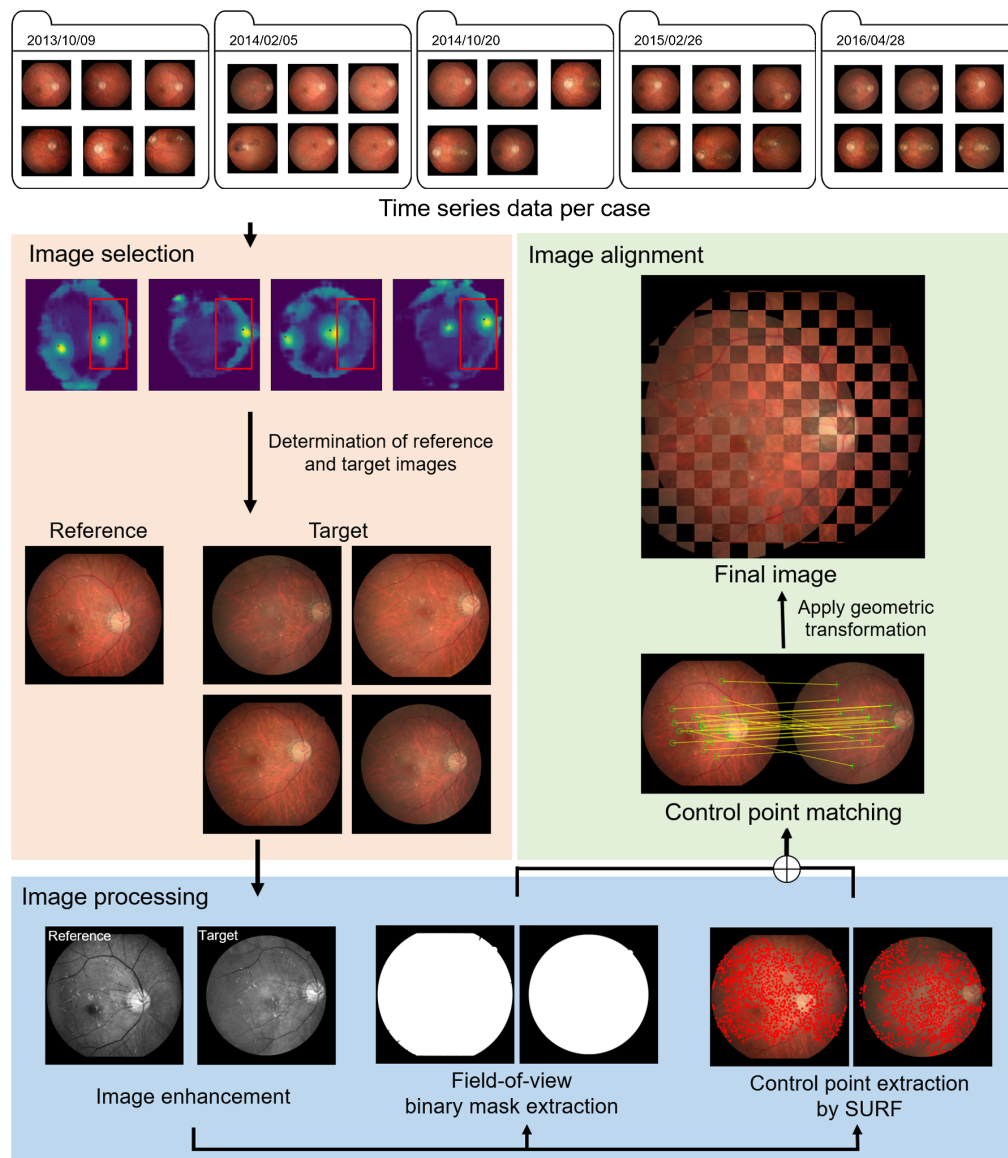 2013/10/09
2014/02/05
2014/10/20
2015/02/26
2016/04/28
Time series data per case
Image selection
Determination of reference
and target images
Reference
Target
Image alignment
Final image
Apply geometric
transformation
Control point matching
Image processing
Reference
Target
Image enhancement
Field-of-view
binary mask extraction
Control point extraction
by SURF